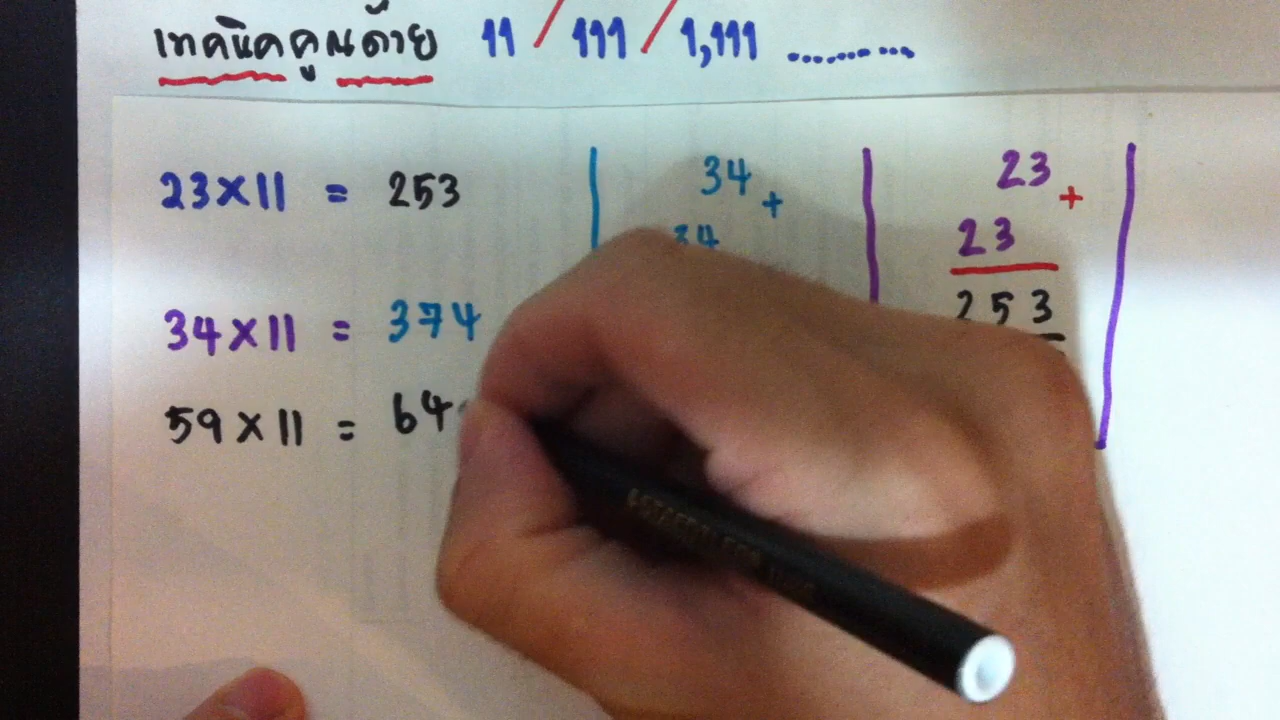 เทคนิคคูณด้วย 11 / 111 / 1,111 ...........
23×11 = 253
34×11 = 374
59×11 = 64
34 +
34
23 +
23
253